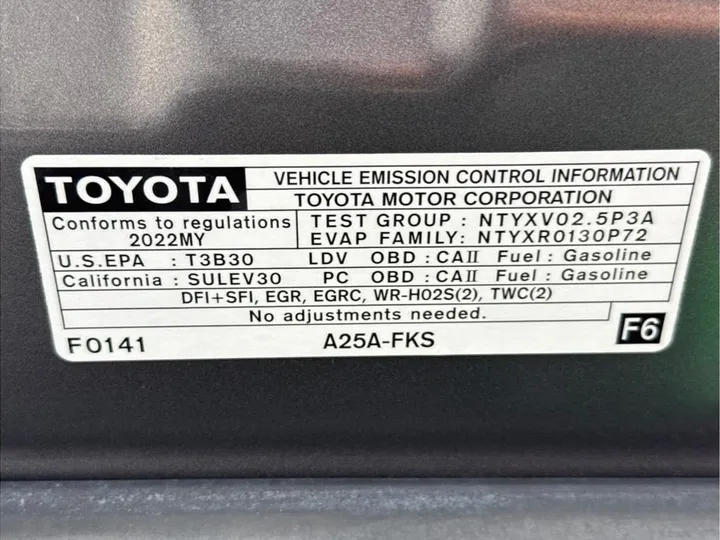 TOYOTA
VEHICLE EMISSION CONTROL INFORMATION
TOYOTA MOTOR CORPORATION
Conforms to regulations
2022MY
TEST GROUP : NTYXV02.5P3A
EVAP FAMILY: NTYXR0130P72
U.S.EPA : T3B30 LDV OBD : CAII Fuel : Gasoline
California : SULEV30 PC OBD : CAII Fuel : Gasoline
DFI+SFI, EGR, EGRC, WR-HO2S(2), TWC(2)
No adjustments needed.
F0141 A25A-FKS F6